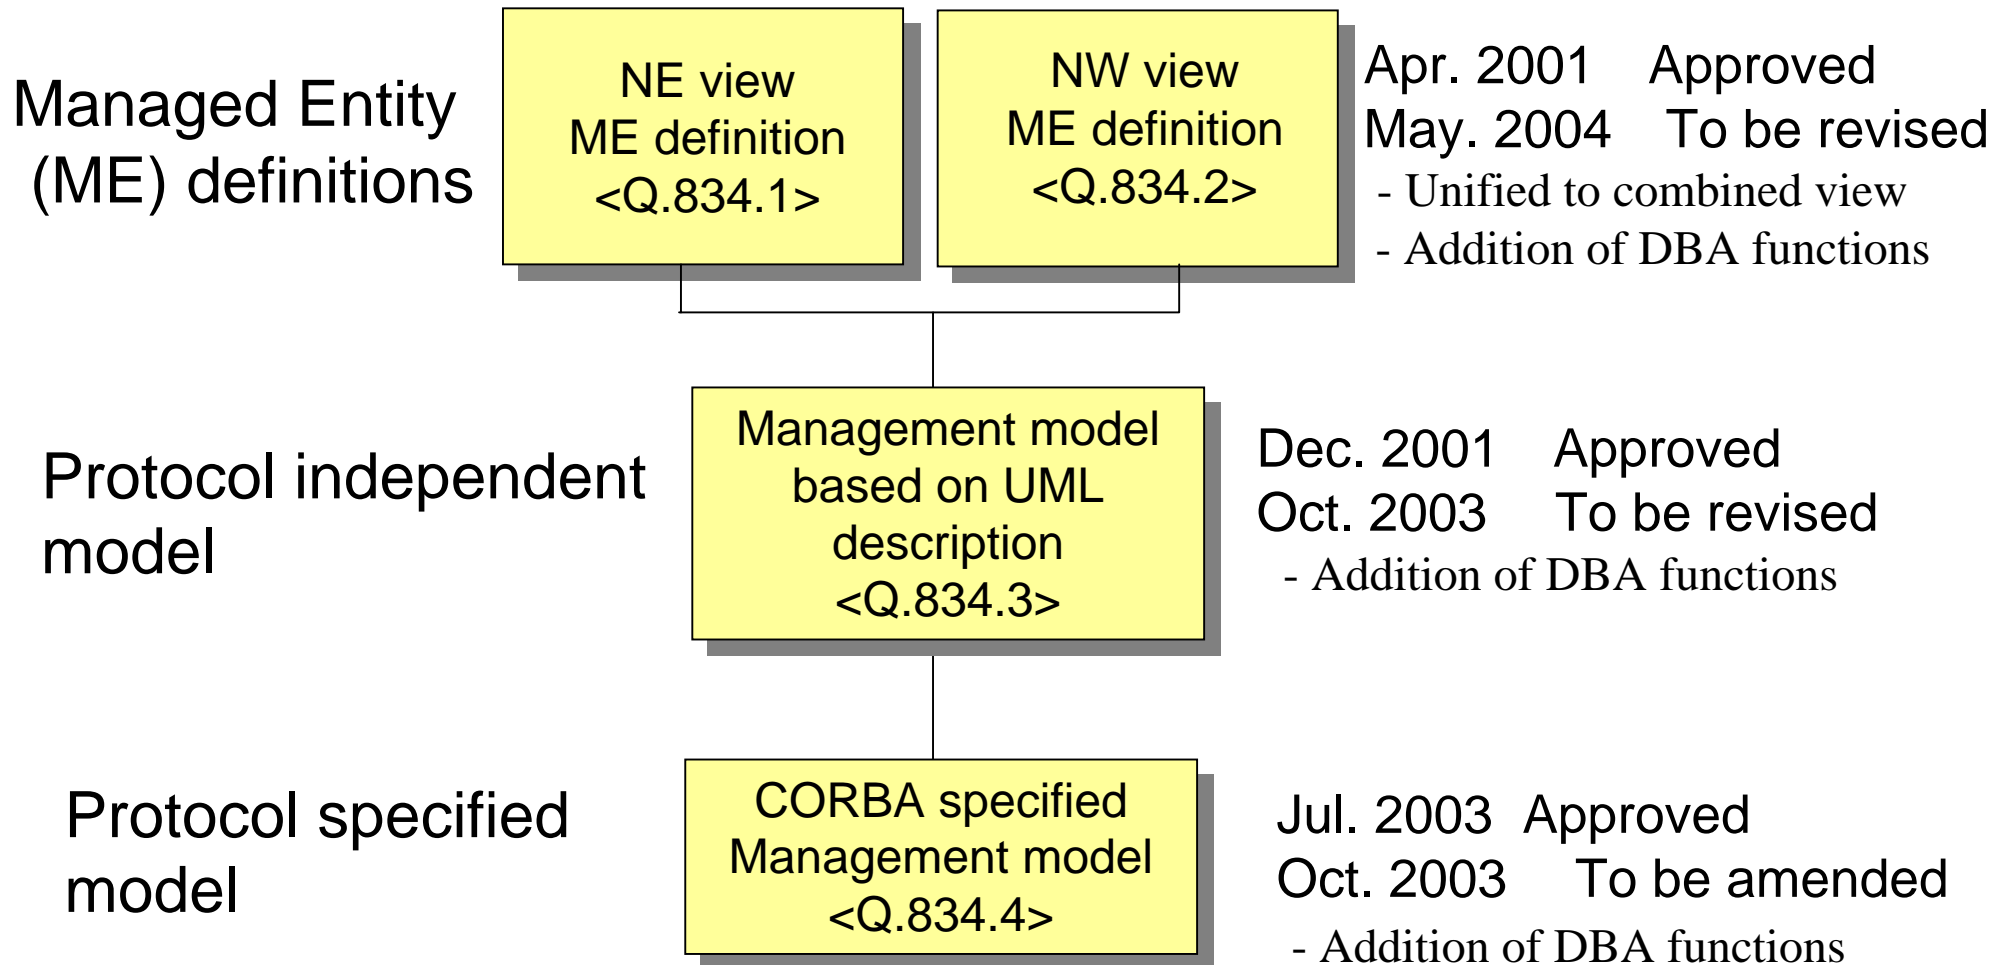 Managed Entity
(ME) definitions
NE view
ME definition
<Q.834.1>
NW view
ME definition
<Q.834.2>
Apr. 2001 Approved
May. 2004 To be revised
- Unified to combined view
- Addition of DBA functions
Protocol independent
model
Management model
based on UML
description
<Q.834.3>
Dec. 2001 Approved
Oct. 2003 To be revised
- Addition of DBA functions
Protocol specified
model
CORBA specified
Management model
<Q.834.4>
Jul. 2003 Approved
Oct. 2003 To be amended
- Addition of DBA functions